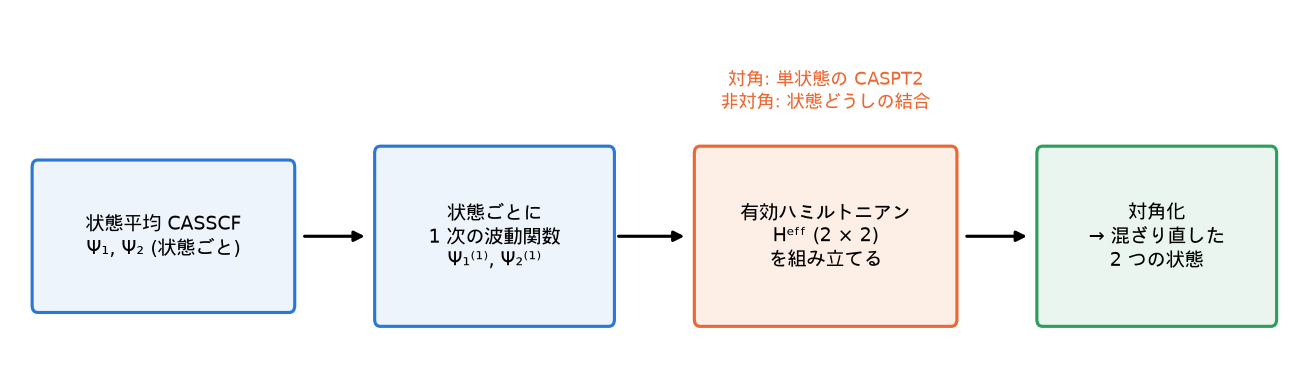 対角: 単状態の CASPT2
非対角: 状態どうしの結合
状態平均 CASSCF
Ψ₁, Ψ₂ (状態ごと)
状態ごとに
1 次の波動関数
Ψ₁⁽¹⁾, Ψ₂⁽¹⁾
有効ハミルトニアン
Hᵉᶠᶠ (2 × 2)
を組み立てる
対角化
→ 混ざり直した
2 つの状態